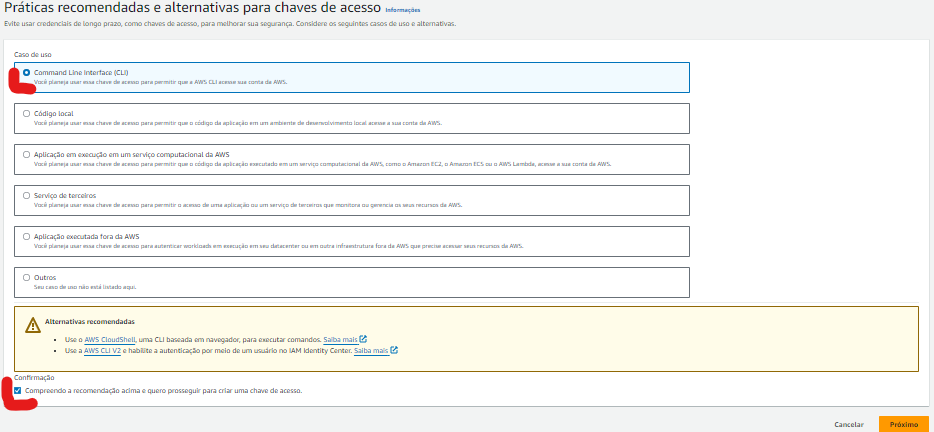 Práticas recomendadas e alternativas para chaves de acesso Informações
Evite usar credenciais de longo prazo, como chaves de acesso, para melhorar sua segurança. Considere os seguintes casos de uso e alternativas.
Caso de uso
Command Line Interface (CLI)
Você planeja usar essa chave de acesso para permitir que a AWS CLI acesse sua conta da AWS.
Código local
Você planeja usar essa chave de acesso para permitir que o código da aplicação em um ambiente de desenvolvimento local acesse a sua conta da AWS.
Aplicação em execução em um serviço computacional da AWS
Você planeja usar essa chave de acesso para permitir que o código da aplicação executado em um serviço computacional da AWS, como o Amazon EC2, o Amazon ECS ou o AWS Lambda, acesse a sua conta da AWS.
Serviço de terceiros
Você planeja usar essa chave de acesso para permitir o acesso de uma aplicação ou um serviço de terceiros que monitora ou gerencia os seus recursos da AWS.
Aplicação executada fora da AWS
Você planeja usar essa chave de acesso para autenticar workloads em execução em seu datacenter ou em outra infraestrutura fora da AWS que precise acessar seus recursos da AWS.
Outros
Seu caso de uso não está listado aqui.
Alternativas recomendadas
• Use o AWS CloudShell, uma CLI baseada em navegador, para executar comandos. Saiba mais
• Use a AWS CLI V2 e habilite a autenticação por meio de um usuário no IAM Identity Center. Saiba mais
Confirmação
Compreendo a recomendação acima e quero prosseguir para criar uma chave de acesso.
Cancelar Próximo